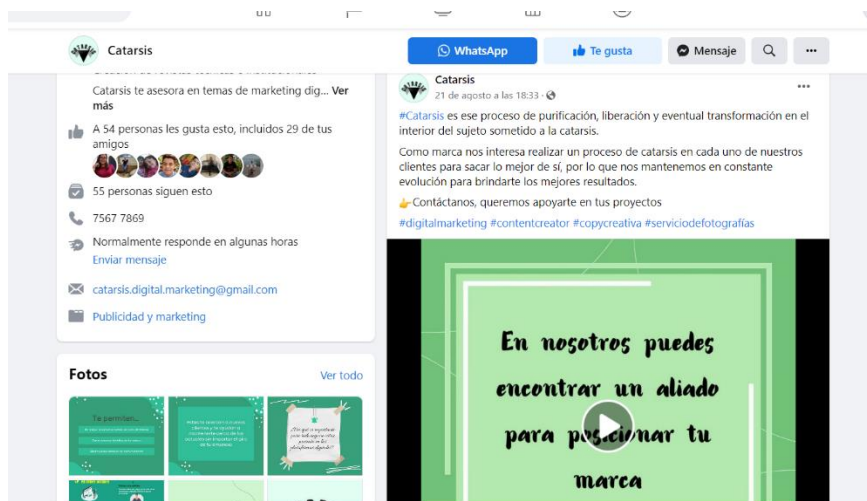 Catarsis
WhatsApp
Te gusta
Mensaje
Catarsis te asesora en temas de marketing dig... Ver
más
A 54 personas les gusta esto, incluidos 29 de tus
amigos
55 personas siguen esto
7567 7869
Normalmente responde en algunas horas
Enviar mensaje
catarsis.digital.marketing@gmail.com
Publicidad y marketing
Fotos
Ver todo
Te permiten...
Catarsis
21 de agosto a las 18:33 ·
#Catarsis es ese proceso de purificación, liberación y eventual transformación en el
interior del sujeto sometido a la catarsis.
Como marca nos interesa realizar un proceso de catarsis en cada uno de nuestros
clientes para sacar lo mejor de sí, por lo que nos mantenemos en constante
evolución para brindarte los mejores resultados.
👉Contáctanos, queremos apoyarte en tus proyectos
#digitalmarketing #contentcreator #copycreativa #serviciodefotografías
En nosotros puedes
encontrar un aliado
para posicionar tu
marca